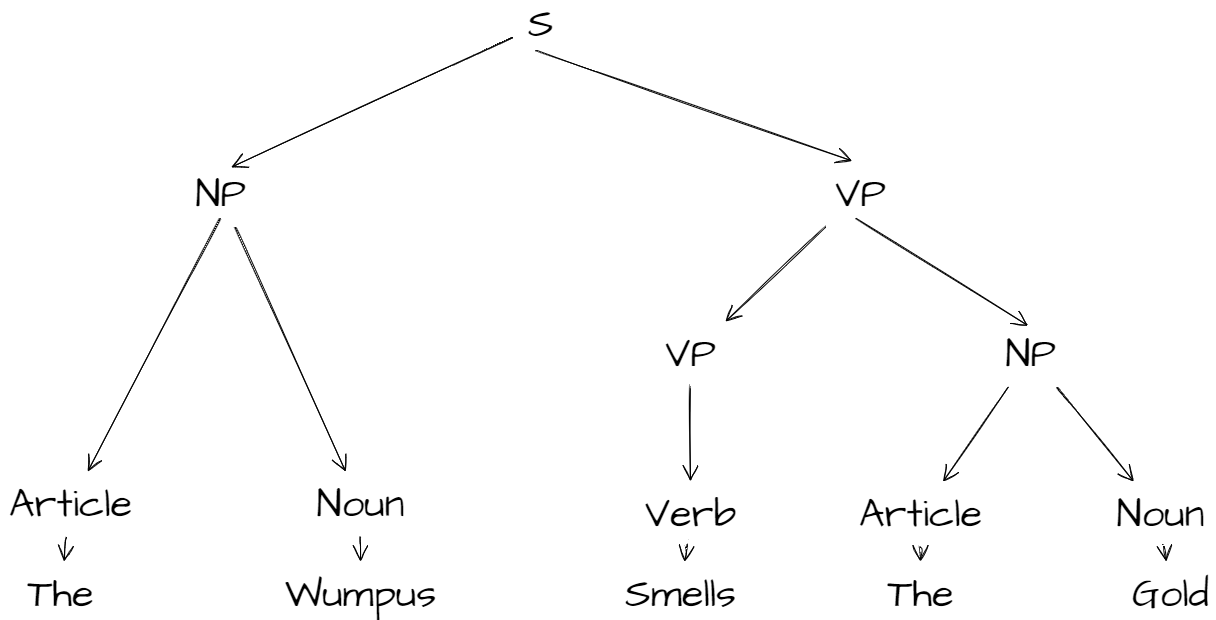 S
NP VP
VP NP
Article Noun Verb Article Noun
The Wumpus Smells The Gold